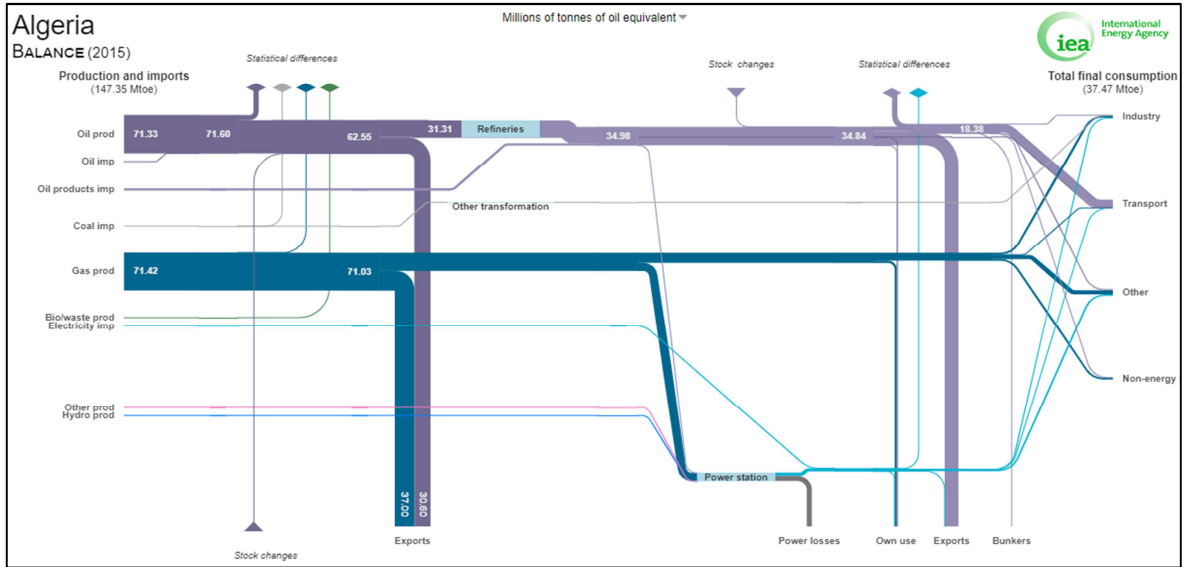 Algeria
BALANCE (2015)
Millions of tonnes of oil equivalent
iea
International
Energy Agency
Production and imports
(147.35 Mtoe)
Statistical differences
Stock changes
Statistical differences
Total final consumption
(37.47 Mtoe)
Oil prod
71.33
71.60
62.55
31.31
Refineries
34.98
34.84
18.38
Industry
Oil imp
Oil products imp
Other transformation
Transport
Coal imp
Gas prod
71.42
71.03
Other
Bio/waste prod
Electricity imp
Non-energy
Other prod
Hydro prod
Power station
37.00
30.60
Stock changes
Exports
Power losses
Own use
Exports
Bunkers